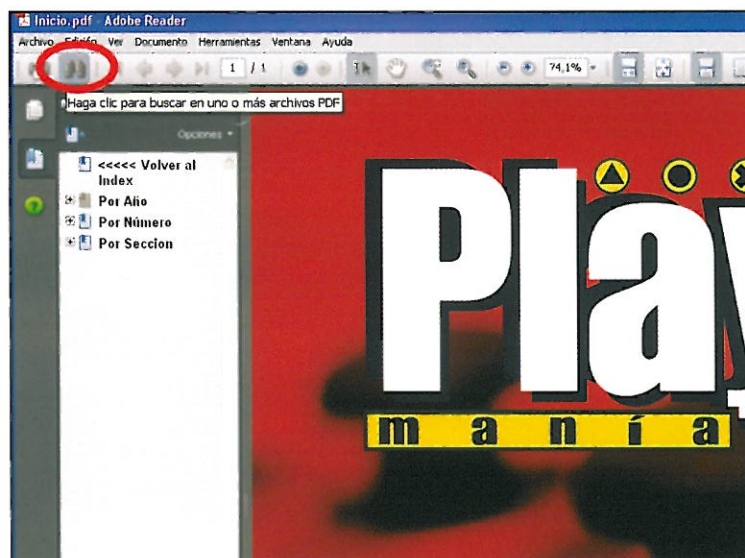 Inicio.pdf - Adobe Reader
Archivo Edición Ver Documento Herramientas Ventana Ayuda
1 / 1 74,1%
Haga clic para buscar en uno o más archivos PDF
Opciones
<<<<< Volver al
Index
Por Año
Por Número
Por Seccion
Play
manía